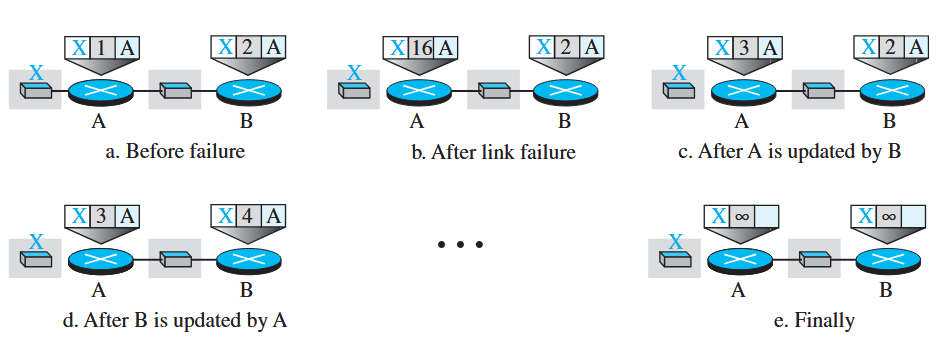 X 1 A
X 2 A
X
A
B
a. Before failure
X 16 A
X 2 A
X
A
B
b. After link failure
X 3 A
X 2 A
X
A
B
c. After A is updated by B
X 3 A
X 4 A
X
A
B
d. After B is updated by A
• • •
X ∞
X ∞
X
A
B
e. Finally